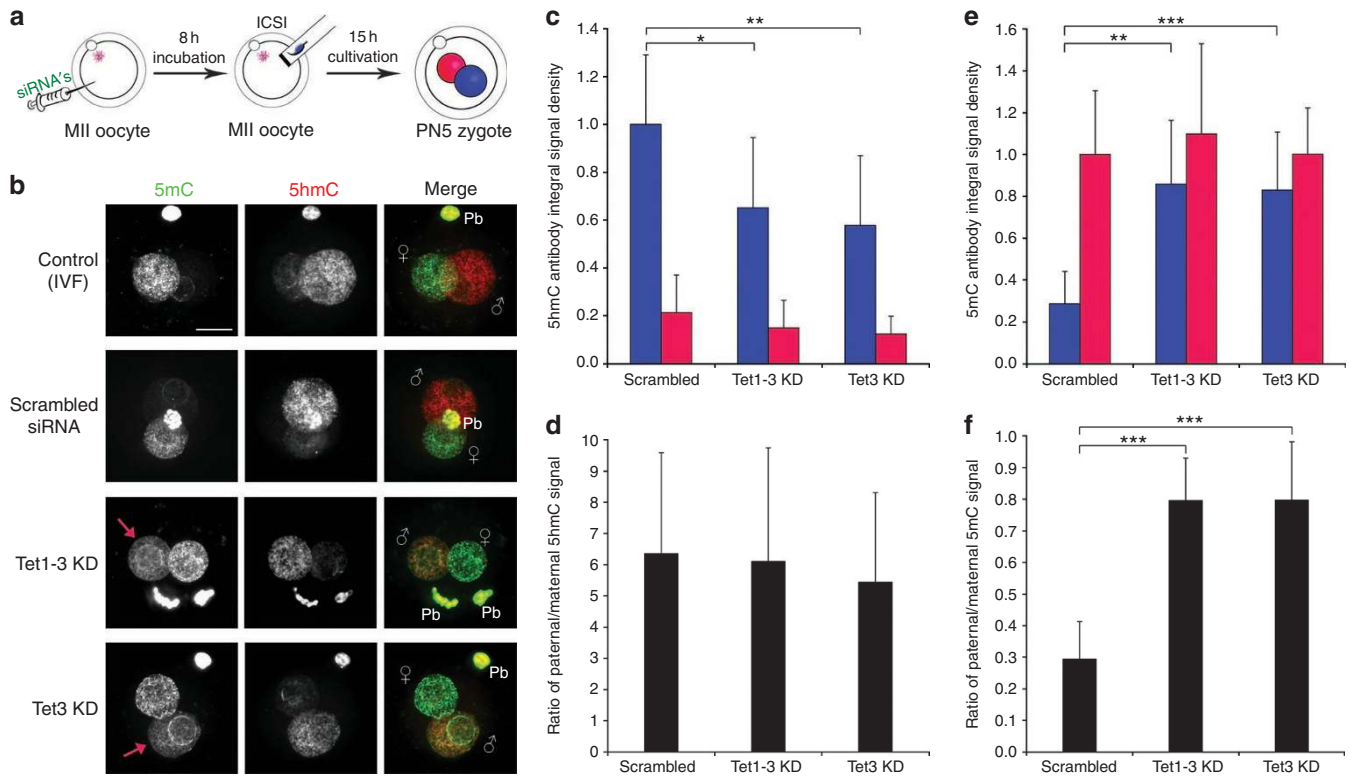 a
8 h
incubation
ICSI
15 h
cultivation
siRNA's
MII oocyte
MII oocyte
PN5 zygote
b
5mC
5hmC
Merge
Control
(IVF)
Pb
♀
♂
Scrambled
siRNA
♂
Pb
♀
Tet1-3 KD
♂
♀
Pb
Pb
Tet3 KD
Pb
♀
♂
c
5hmC antibody integral signal density
1.4
1.2
1.0
0.8
0.6
0.4
0.2
0.0
**
*
Scrambled
Tet1-3 KD
Tet3 KD
d
Ratio of paternal/maternal 5hmC signal
10
9
8
7
6
5
4
3
2
1
0
Scrambled
Tet1-3 KD
Tet3 KD
e
5mC antibody integral signal density
1.6
1.4
1.2
1.0
0.8
0.6
0.4
0.2
0.0
***
**
Scrambled
Tet1-3 KD
Tet3 KD
f
Ratio of paternal/maternal 5mC signal
1.0
0.9
0.8
0.7
0.6
0.5
0.4
0.3
0.2
0.1
0.0
***
***
Scrambled
Tet1-3 KD
Tet3 KD